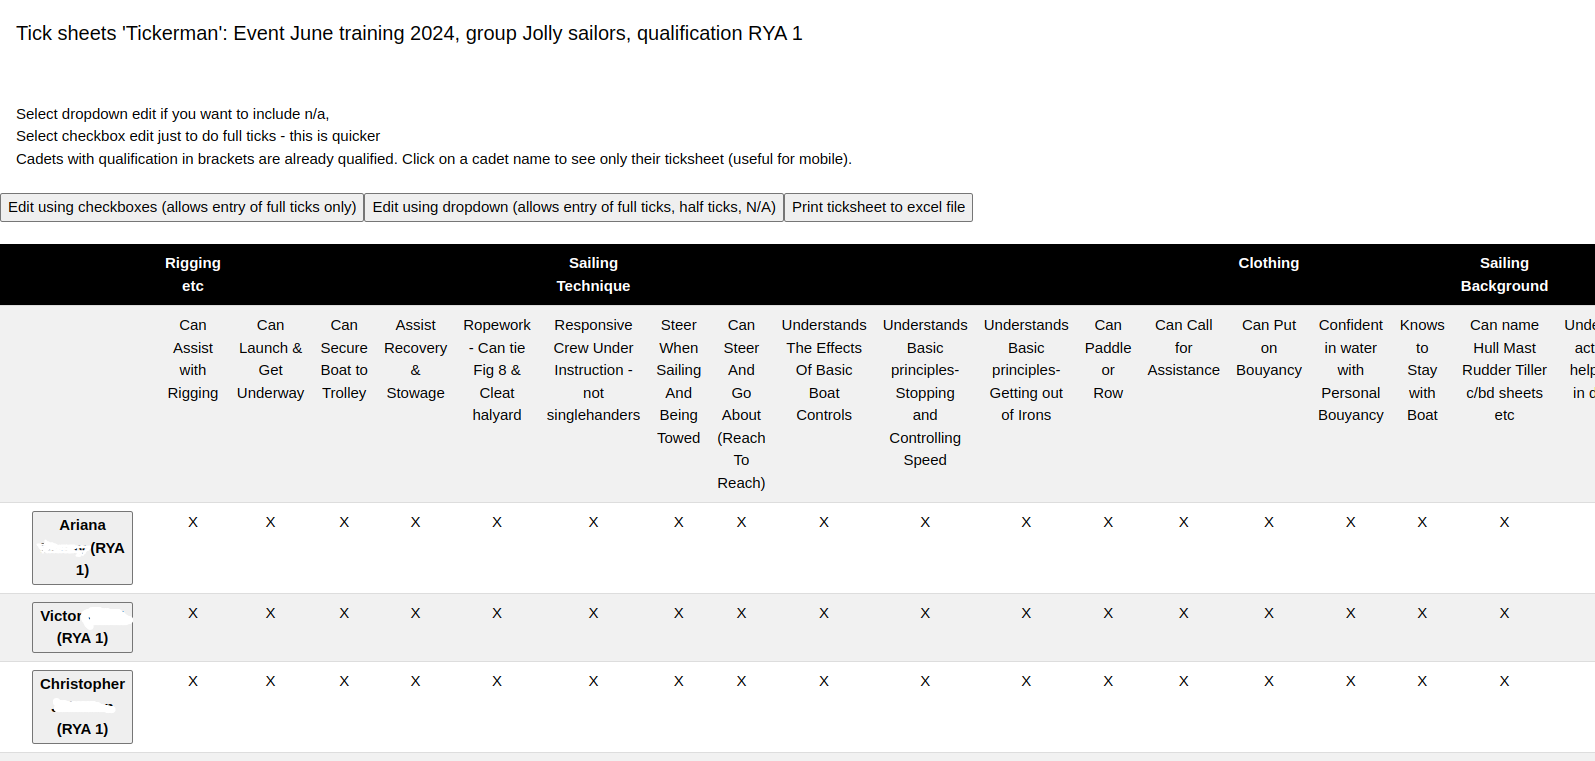 Tick sheets 'Tickerman': Event June training 2024, group Jolly sailors, qualification RYA 1
Select dropdown edit if you want to include n/a,
Select checkbox edit just to do full ticks - this is quicker
Cadets with qualification in brackets are already qualified. Click on a cadet name to see only their ticksheet (useful for mobile).
Edit using checkboxes (allows entry of full ticks only) Edit using dropdown (allows entry of full ticks, half ticks, N/A) Print ticksheet to excel file
Rigging
etc
Sailing
Technique
Clothing
Sailing
Background
Can
Assist
with
Rigging
Can
Launch &
Get
Underway
Can
Secure
Boat to
Trolley
Assist
Recovery
&
Stowage
Ropework
- Can tie
Fig 8 &
Cleat
halyard
Responsive
Crew Under
Instruction -
not
singlehanders
Steer
When
Sailing
And
Being
Towed
Can
Steer
And
Go
About
(Reach
To
Reach)
Understands
The Effects
Of Basic
Boat
Controls
Understands
Basic
principles-
Stopping
and
Controlling
Speed
Understands
Basic
principles-
Getting out
of Irons
Can
Paddle
or
Row
Can Call
for
Assistance
Can Put
on
Bouyancy
Confident
in water
with
Personal
Bouyancy
Knows
to
Stay
with
Boat
Can name
Hull Mast
Rudder Tiller
c/bd sheets
etc
Unde
act
help
in
Ariana
(RYA
1)
X X X X X X X X X X X X X X X X X
Victor
(RYA 1)
X X X X X X X X X X X X X X X X X
Christopher
(RYA 1)
X X X X X X X X X X X X X X X X X